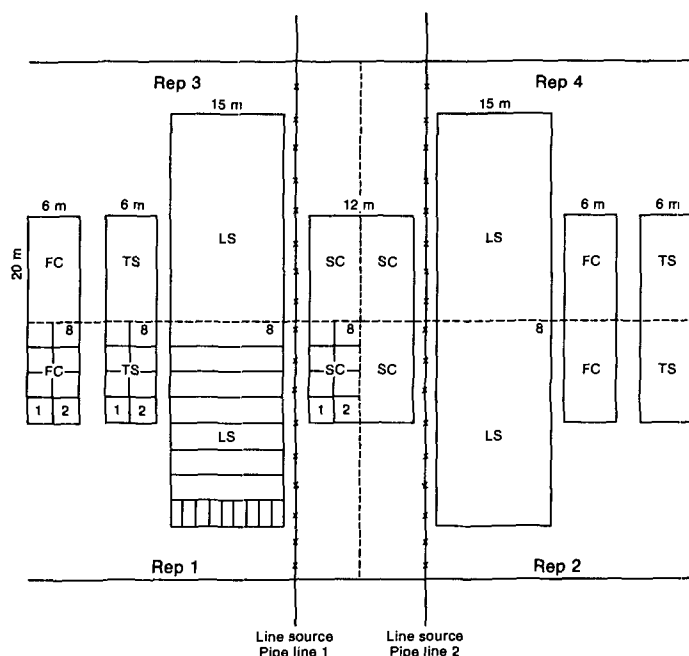 Rep 3
Rep 4
15 m
15 m
6 m
6 m
12 m
6 m
6 m
20 m
FC
TS
LS
SC
SC
LS
FC
TS
8
8
8
8
8
FC
TS
SC
SC
FC
TS
1
2
1
2
LS
1
2
LS
Rep 1
Rep 2
Line source
Pipe line 1
Line source
Pipe line 2